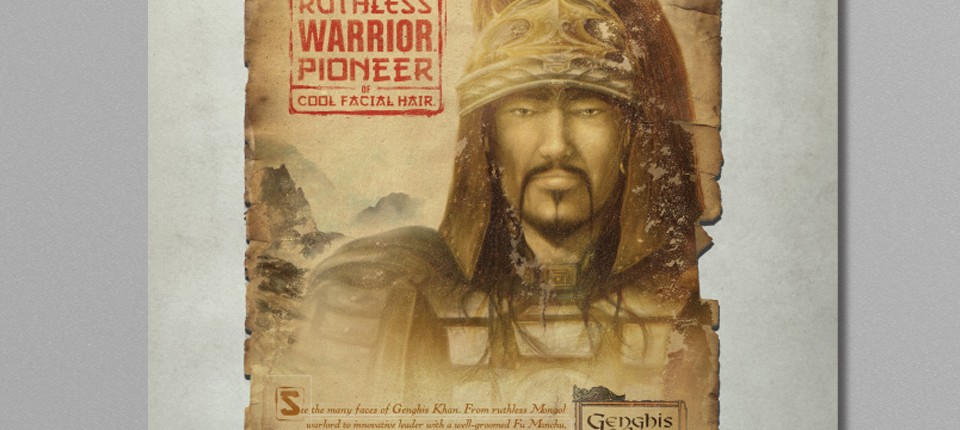 RUTHLESS
WARRIOR.
PIONEER
OF
COOL FACIAL HAIR.
See the many faces of Genghis Khan. From ruthless Mongol
warlord to innovative leader with a well-groomed Fu Manchu.
Genghis